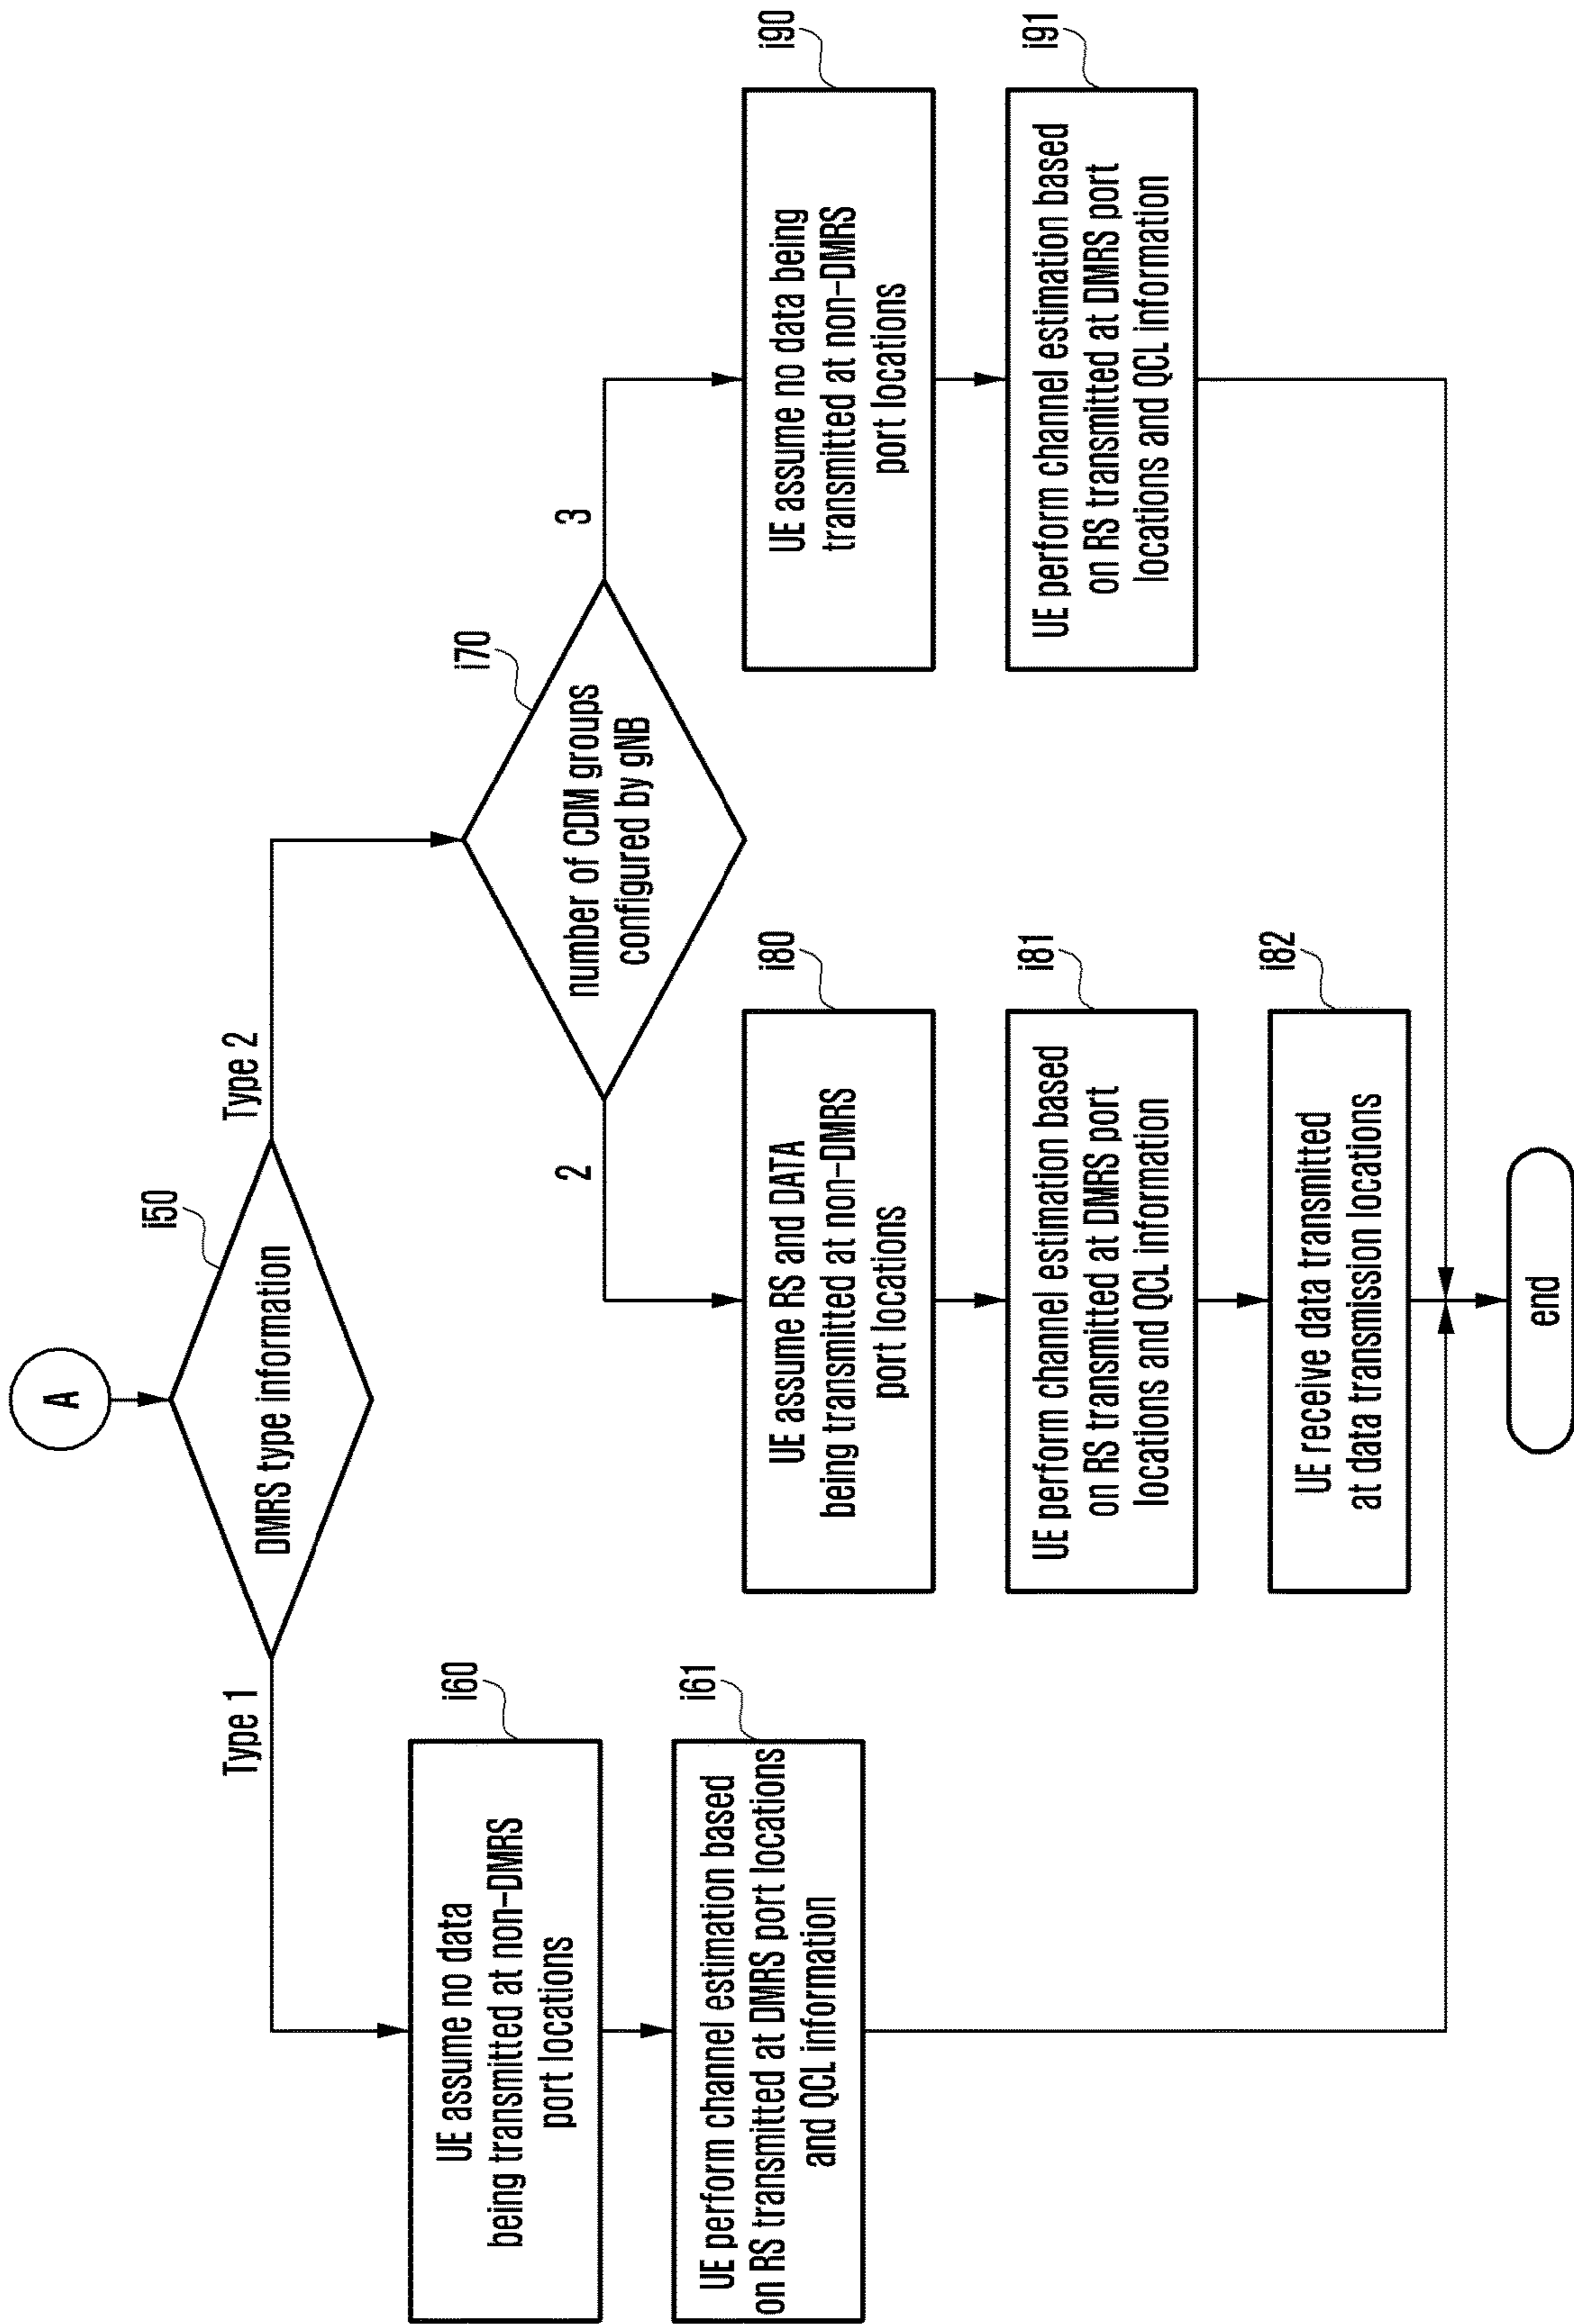 A
i50
DMRS type information
Type 1
Type 2
i60
UE assume no data
being transmitted at non-DMRS
port locations
i61
UE perform channel estimation based
on RS transmitted at DMRS port locations
and QCL information
i70
number of CDM groups
configured by gNB
2
3
i80
UE assume RS and DATA
being transmitted at non-DMRS
port locations
i81
UE perform channel estimation based
on RS transmitted at DMRS port
locations and QCL information
i82
UE receive data transmitted
at data transmission locations
i90
UE assume no data being
transmitted at non-DMRS
port locations
i91
UE perform channel estimation based
on RS transmitted at DMRS port
locations and QCL information
end